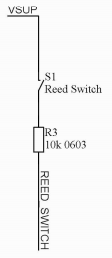 VSUP
S1
Reed Switch
R3
10k 0603
REED SWITCH